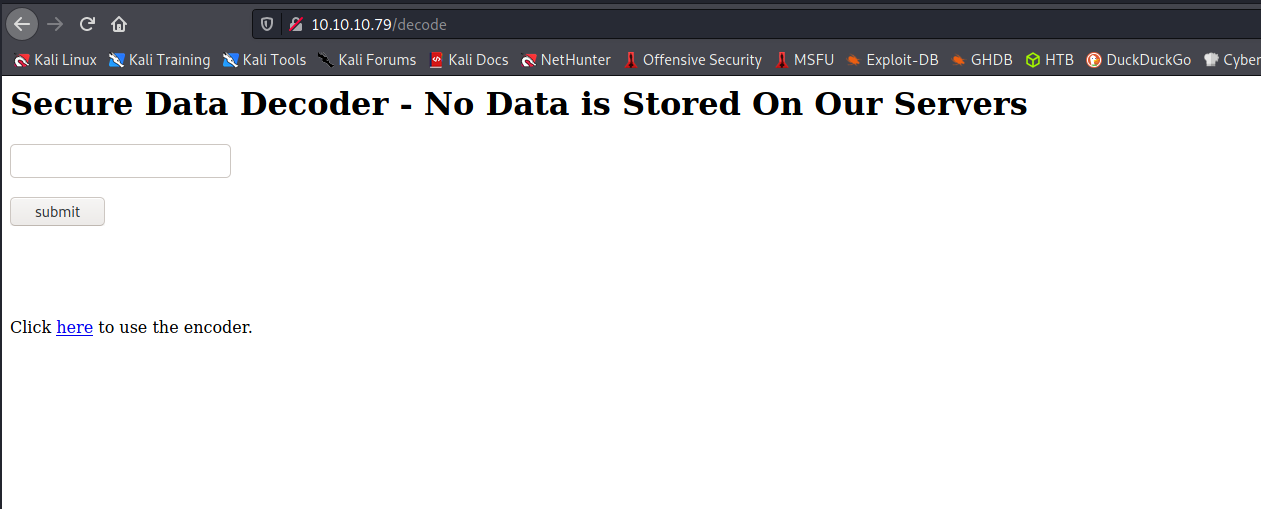 10.10.10.79/decode
Kali Linux Kali Training Kali Tools Kali Forums Kali Docs NetHunter Offensive Security MSFU Exploit-DB GHDB HTB DuckDuckGo Cyber
Secure Data Decoder - No Data is Stored On Our Servers
submit
Click here to use the encoder.